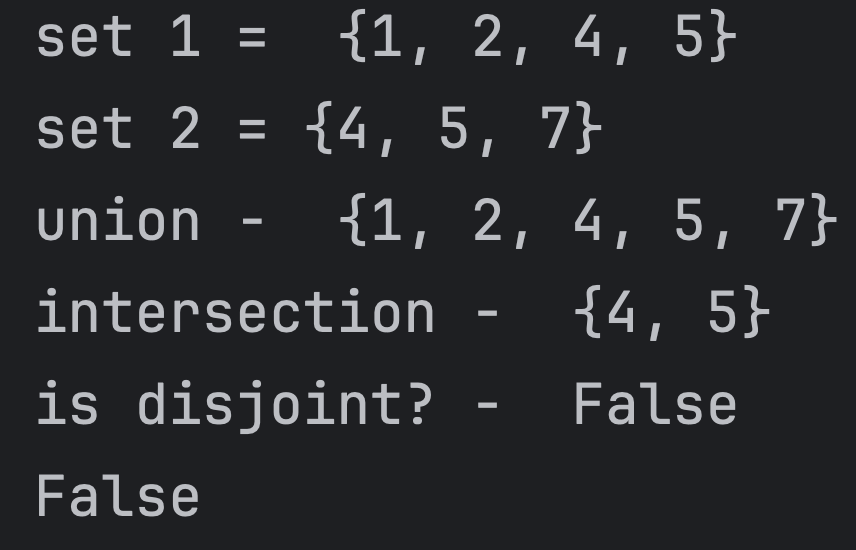 set 1 =  {1, 2, 4, 5}
set 2 = {4, 5, 7}
union -  {1, 2, 4, 5, 7}
intersection -  {4, 5}
is disjoint? -  False
False